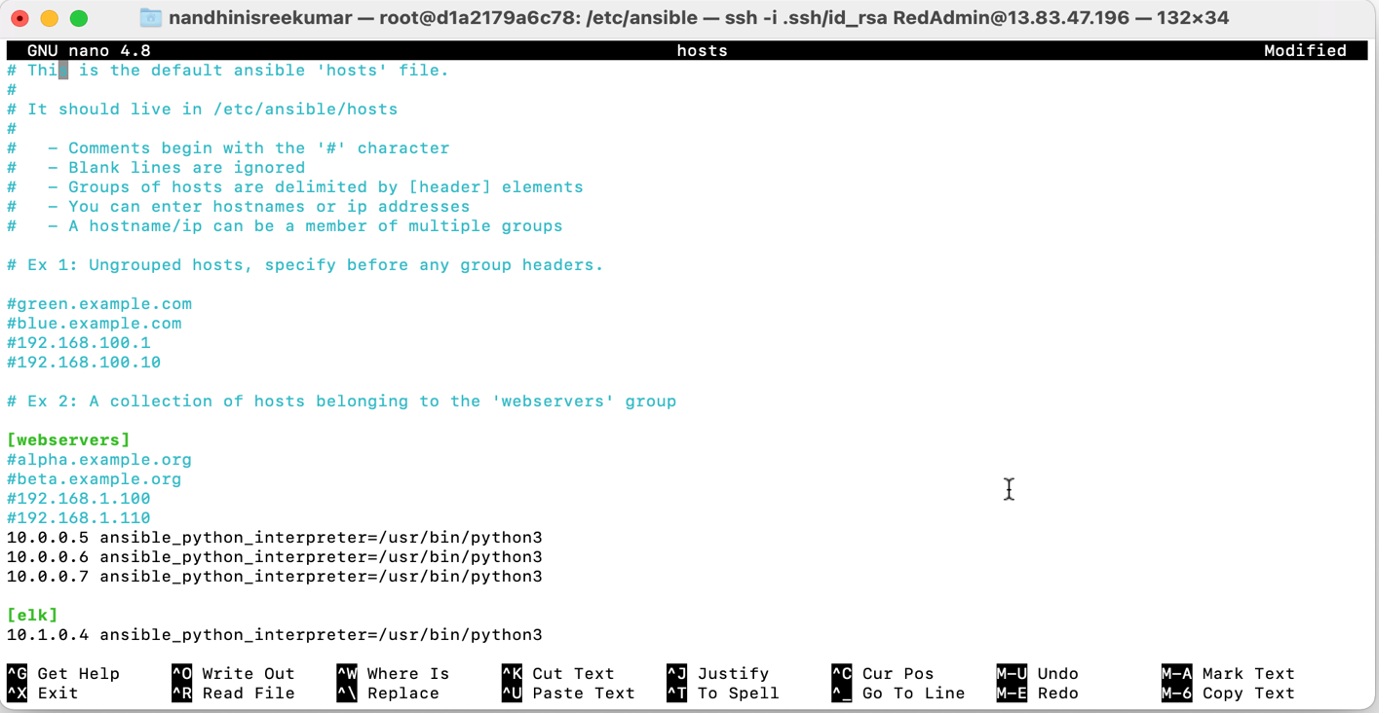 nandhinisreekumar — root@d1a2179a6c78: /etc/ansible — ssh -i .ssh/id_rsa RedAdmin@13.83.47.196 — 132×34
GNU nano 4.8 hosts Modified
# This is the default ansible 'hosts' file.
#
# It should live in /etc/ansible/hosts
#
#   - Comments begin with the '#' character
#   - Blank lines are ignored
#   - Groups of hosts are delimited by [header] elements
#   - You can enter hostnames or ip addresses
#   - A hostname/ip can be a member of multiple groups
# Ex 1: Ungrouped hosts, specify before any group headers.
#green.example.com
#blue.example.com
#192.168.100.1
#192.168.100.10
# Ex 2: A collection of hosts belonging to the 'webservers' group
[webservers]
#alpha.example.org
#beta.example.org
#192.168.1.100
#192.168.1.110
10.0.0.5 ansible_python_interpreter=/usr/bin/python3
10.0.0.6 ansible_python_interpreter=/usr/bin/python3
10.0.0.7 ansible_python_interpreter=/usr/bin/python3
[elk]
10.1.0.4 ansible_python_interpreter=/usr/bin/python3
^G Get Help ^O Write Out ^W Where Is ^K Cut Text ^J Justify ^C Cur Pos M-U Undo M-A Mark Text
^X Exit ^R Read File ^\ Replace ^U Paste Text ^T To Spell ^_ Go To Line M-E Redo M-6 Copy Text